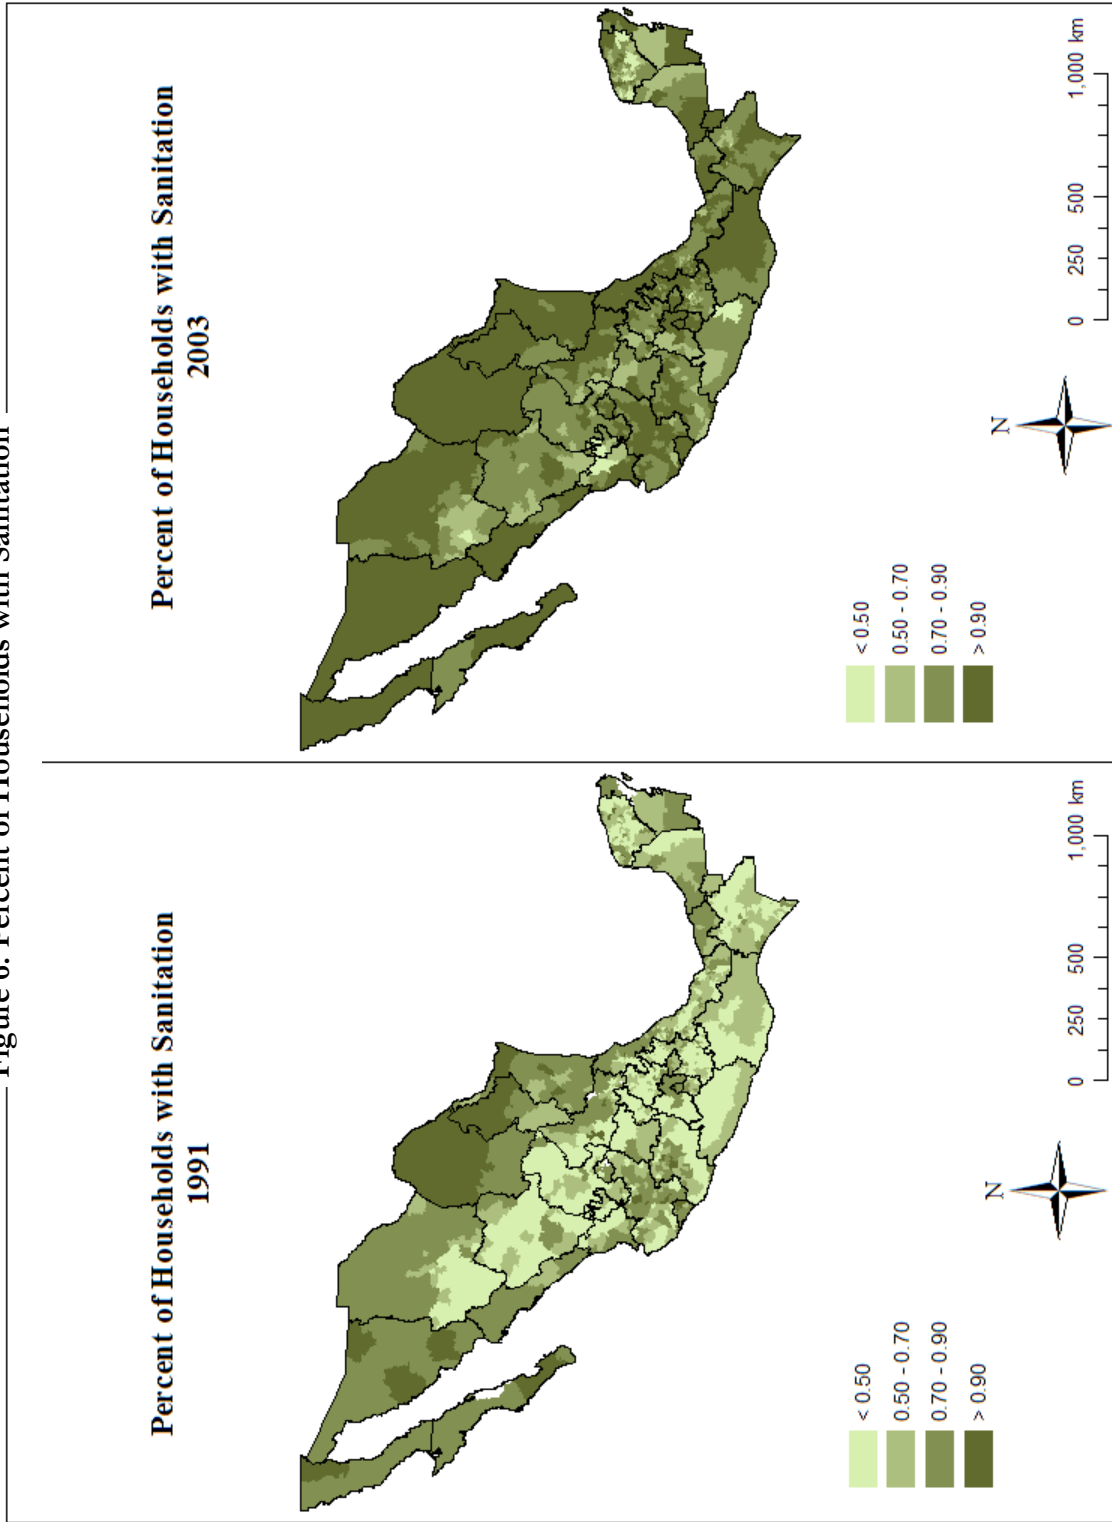 Figure 6. Percent of Households with Sanitation
Percent of Households with Sanitation
1991
< 0.50
0.50 - 0.70
0.70 - 0.90
> 0.90
N
0 250 500 1,000 km
Percent of Households with Sanitation
2003
< 0.50
0.50 - 0.70
0.70 - 0.90
> 0.90
N
0 250 500 1,000 km